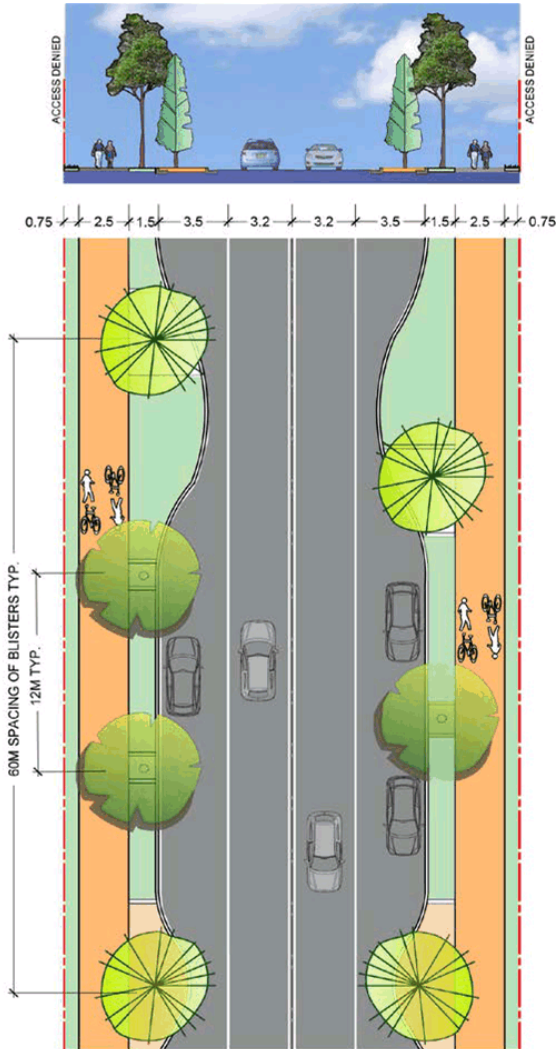 ACCESS DENIED
ACCESS DENIED
0.75 2.5 1.5 3.5 3.2 3.2 3.5 1.5 2.5 0.75
60M SPACING OF BLISTERS TYP.
12M TYP.